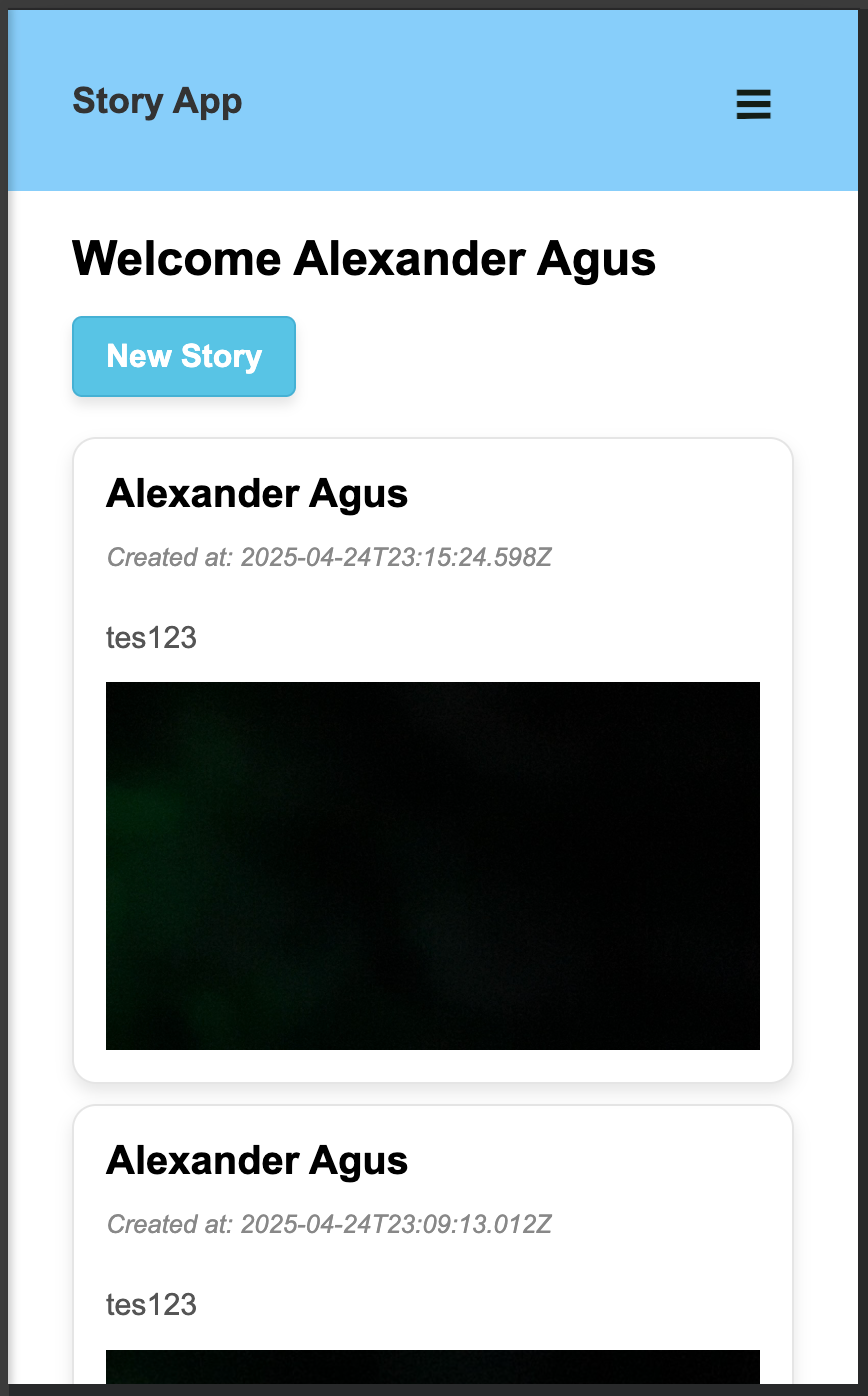 Story App
Welcome Alexander Agus
New Story
Alexander Agus
Created at: 2025-04-24T23:15:24.598Z
tes123
Alexander Agus
Created at: 2025-04-24T23:09:13.012Z
tes123